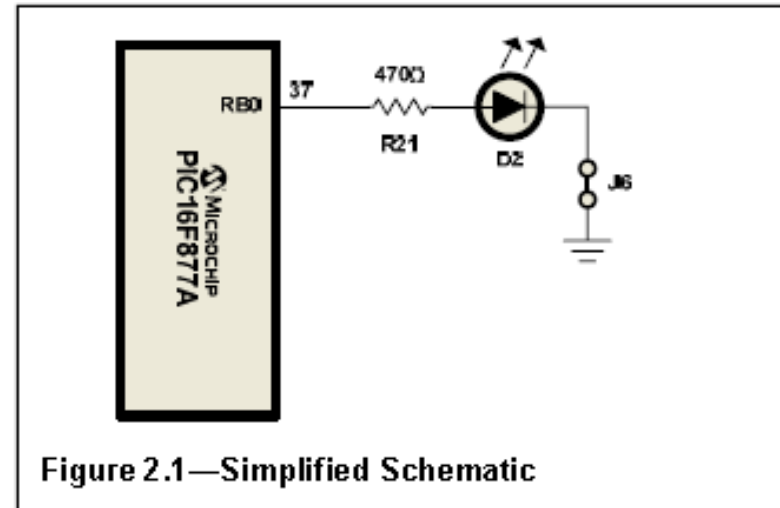 RB0
37
470Ω
R21
D2
J6
MICROCHIP
PIC16F877A
Figure 2.1—Simplified Schematic